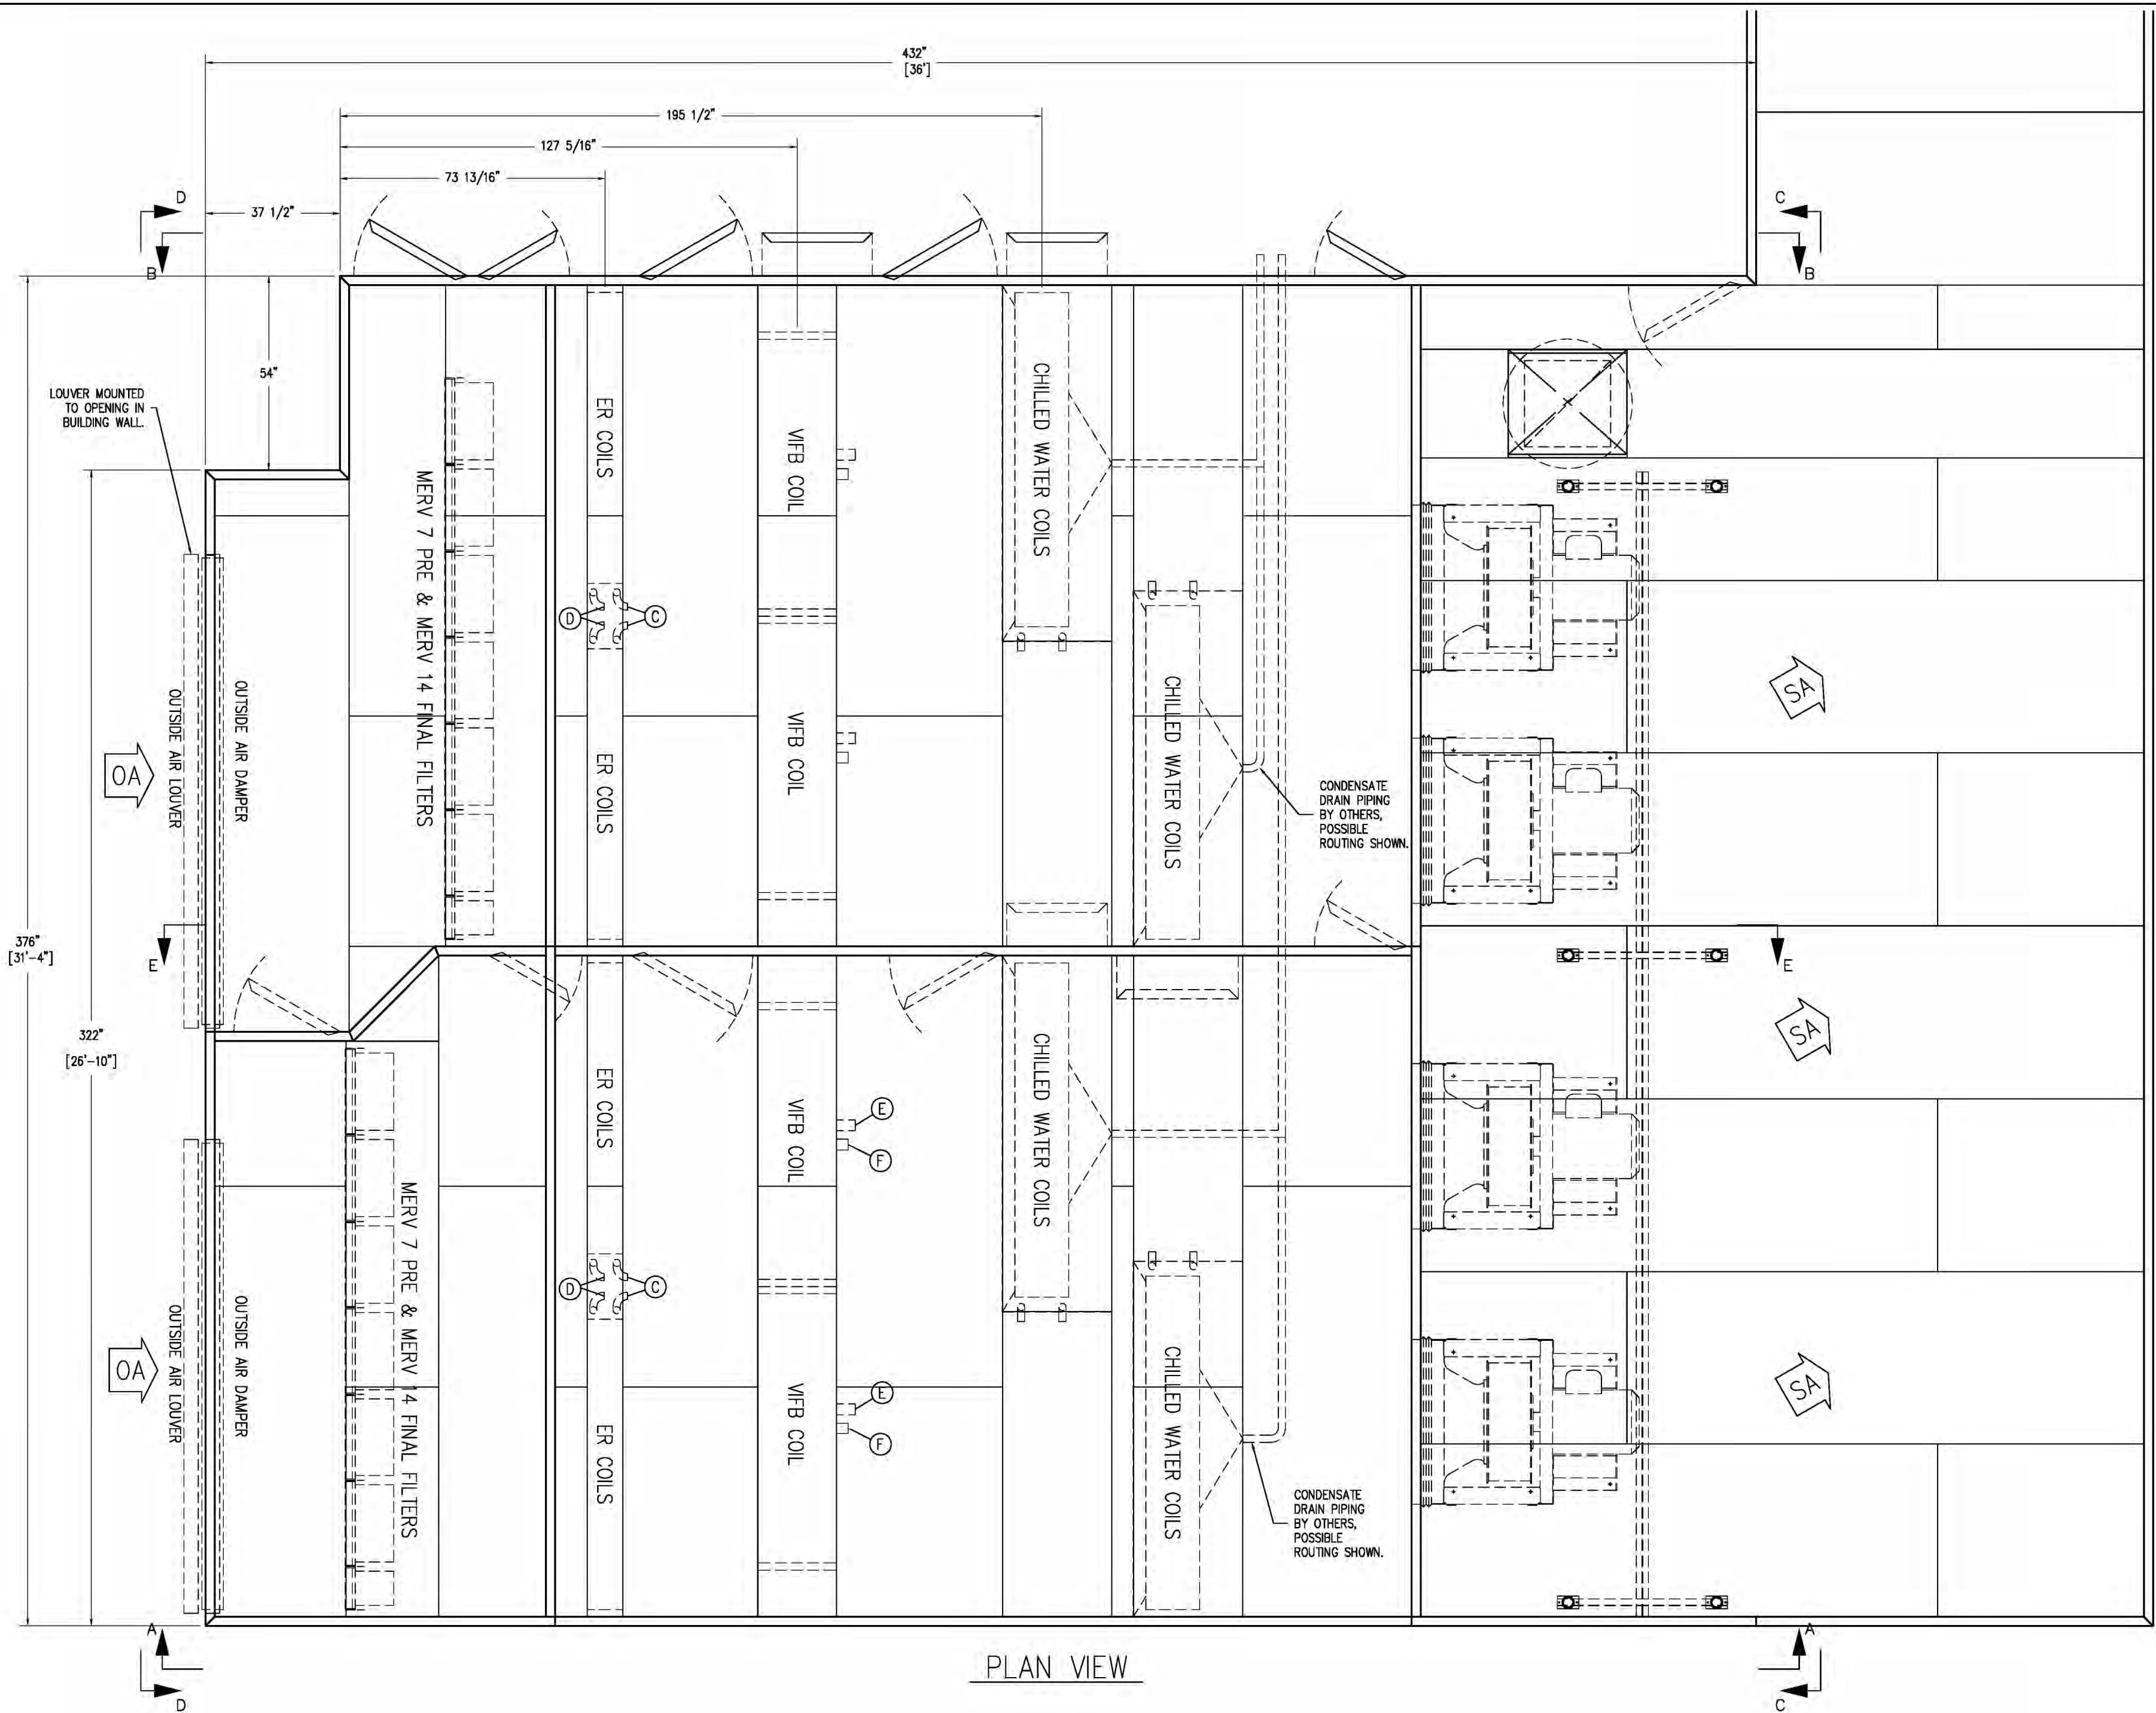 432"
[36']
195 1/2"
127 5/16"
73 13/16"
37 1/2"
D
B
C
B
54"
LOUVER MOUNTED
TO OPENING IN
BUILDING WALL.
MERV 7 PRE & MERV 14 FINAL FILTERS
ER COILS
VIFB COIL
CHILLED WATER COILS
D
C
OUTSIDE AIR LOUVER
OUTSIDE AIR DAMPER
OA
ER COILS
VIFB COIL
CHILLED WATER COILS
CONDENSATE
DRAIN PIPING
BY OTHERS,
POSSIBLE
ROUTING SHOWN.
SA
376"
[31'-4"]
E
E
322"
[26'-10"]
SA
ER COILS
VIFB COIL
E
F
CHILLED WATER COILS
MERV 7 PRE & MERV 14 FINAL FILTERS
D
C
OUTSIDE AIR LOUVER
OUTSIDE AIR DAMPER
OA
ER COILS
VIFB COIL
E
F
CHILLED WATER COILS
SA
CONDENSATE
DRAIN PIPING
BY OTHERS,
POSSIBLE
ROUTING SHOWN.
A
D
A
C
PLAN VIEW